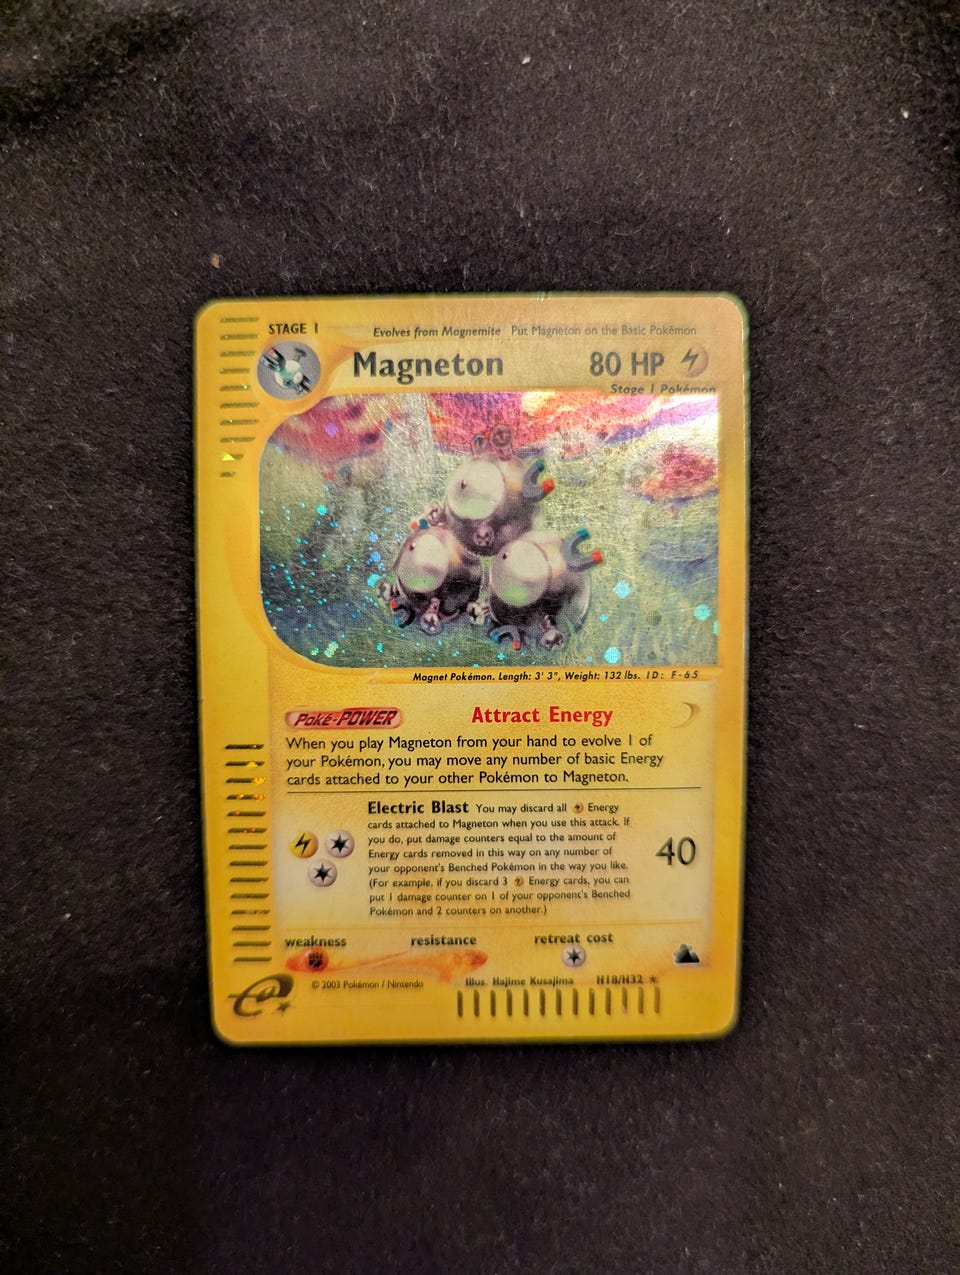 STAGE 1 Evolves from Magnemite Put Magneton on the Basic Pokémon
Magneton 80 HP
Stage 1 Pokémon
Magnet Pokémon. Length: 3' 3", Weight: 132 lbs. ID: F-65
Poké-POWER Attract Energy
When you play Magneton from your hand to evolve 1 of
your Pokémon, you may move any number of basic Energy
cards attached to your other Pokémon to Magneton.
Electric Blast You may discard all Energy
cards attached to Magneton when you use this attack. If
you do, put damage counters equal to the amount of
Energy cards removed in this way on any number of
your opponent's Benched Pokémon in the way you like.
(For example, if you discard 3 Energy cards, you can
put 1 damage counter on 1 of your opponent's Benched
Pokémon and 2 counters on another.)
40
weakness resistance retreat cost
© 2003 Pokémon / Nintendo Illus. Hajime Kusajima H18/H32 ★
e